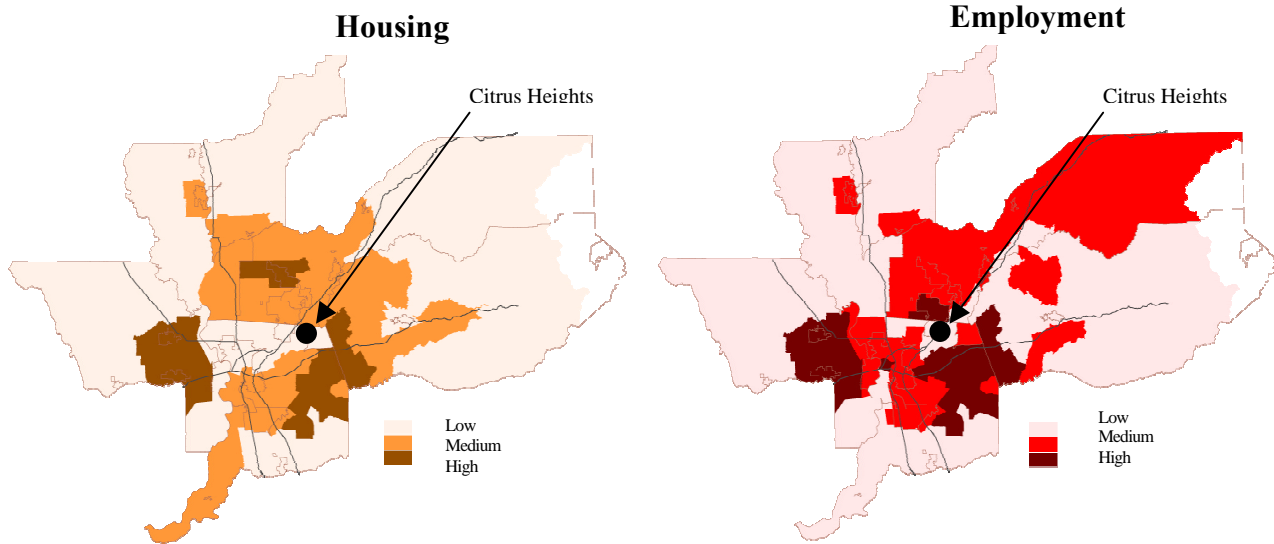 Housing
Citrus Heights
Low
Medium
High
Employment
Citrus Heights
Low
Medium
High